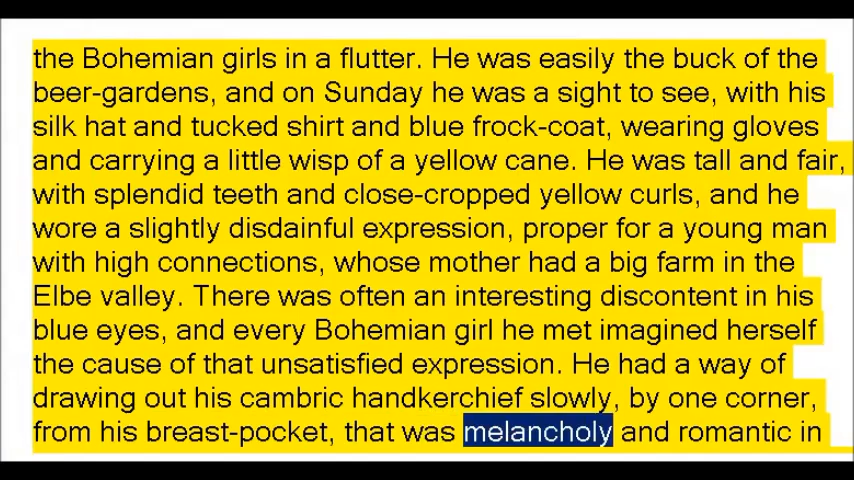 the Bohemian girls in a flutter. He was easily the buck of the
beer-gardens, and on Sunday he was a sight to see, with his
silk hat and tucked shirt and blue frock-coat, wearing gloves
and carrying a little wisp of a yellow cane. He was tall and fair,
with splendid teeth and close-cropped yellow curls, and he
wore a slightly disdainful expression, proper for a young man
with high connections, whose mother had a big farm in the
Elbe valley. There was often an interesting discontent in his
blue eyes, and every Bohemian girl he met imagined herself
the cause of that unsatisfied expression. He had a way of
drawing out his cambric handkerchief slowly, by one corner,
from his breast-pocket, that was melancholy and romantic in